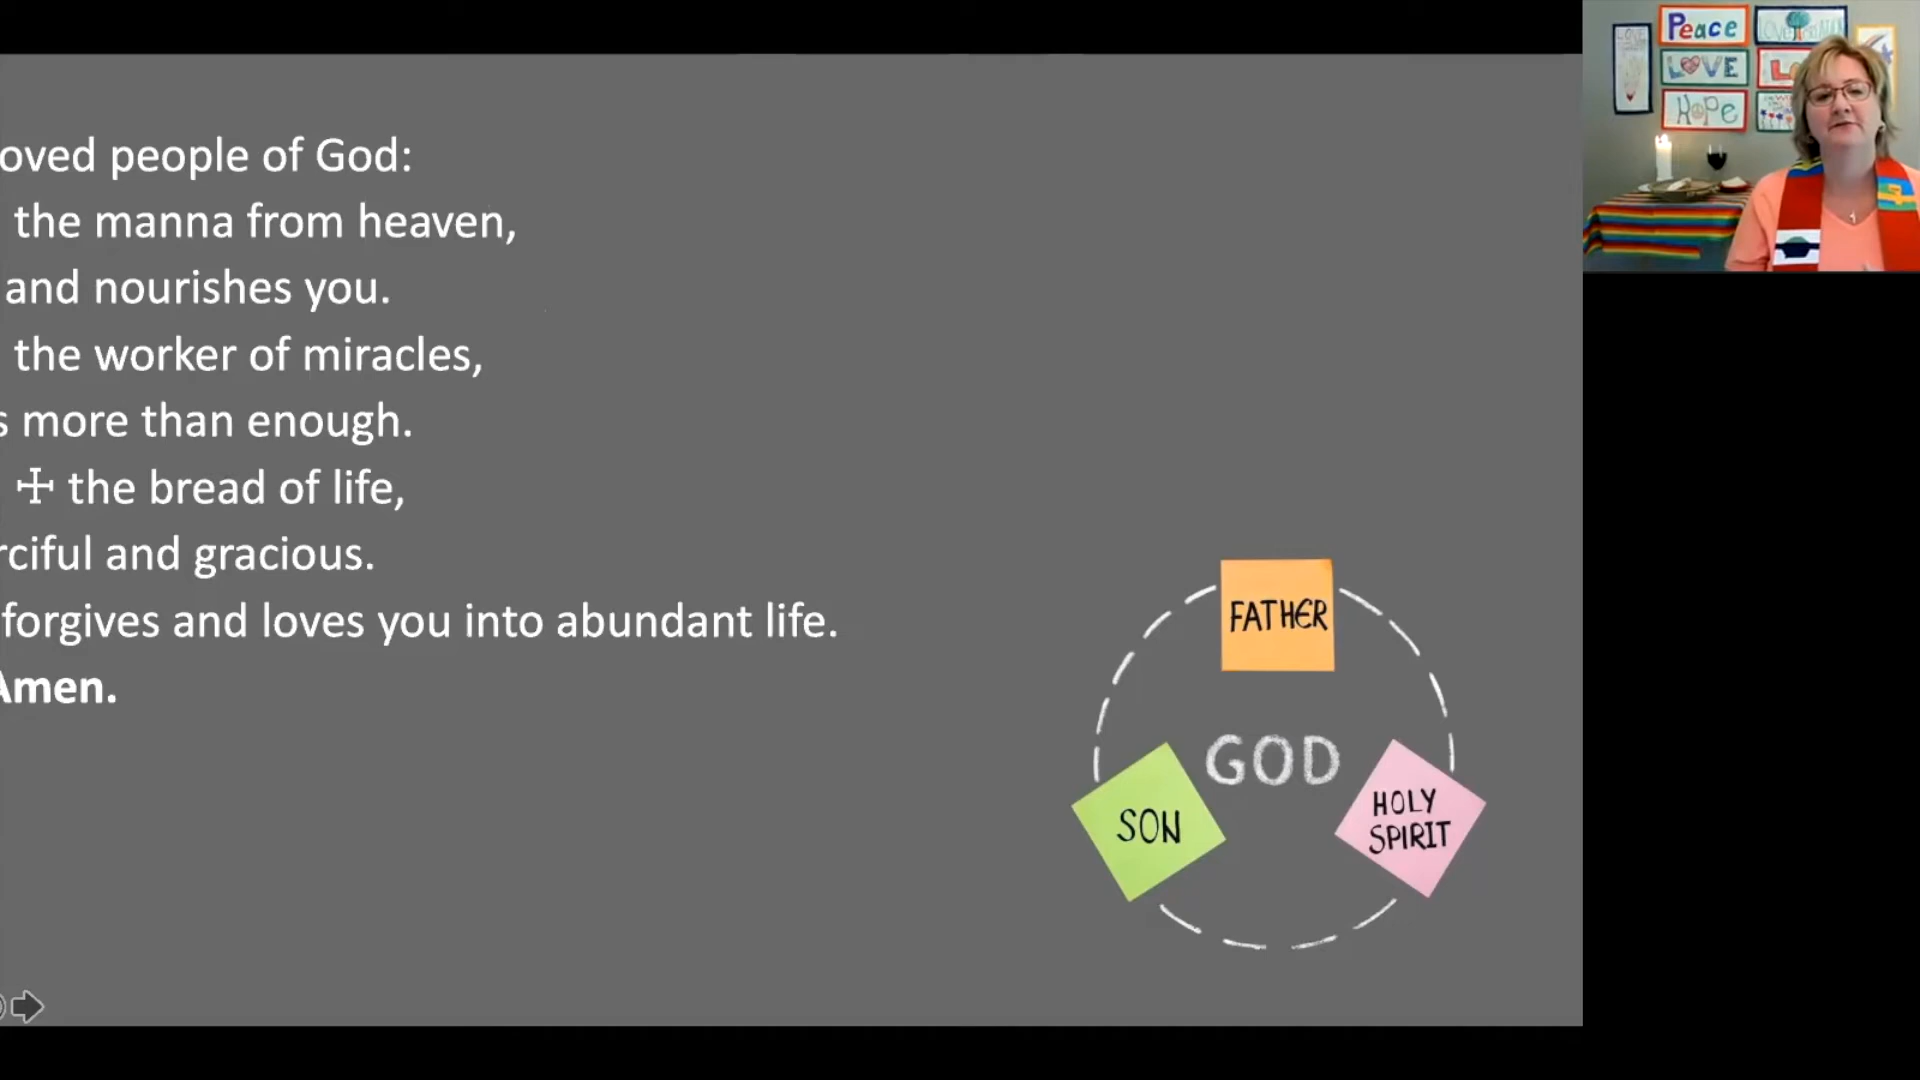 oved people of God:
the manna from heaven,
and nourishes you.
the worker of miracles,
s more than enough.
☩ the bread of life,
rciful and gracious.
forgives and loves you into abundant life.
Amen.
FATHER
GOD
SON
HOLY
SPIRIT
Peace
LOVE
HOPE